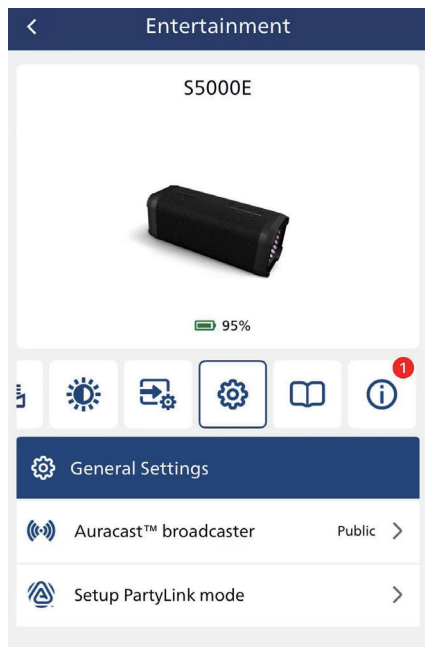 Entertainment
S5000E
95%
1
General Settings
Auracast™ broadcaster Public
Setup PartyLink mode